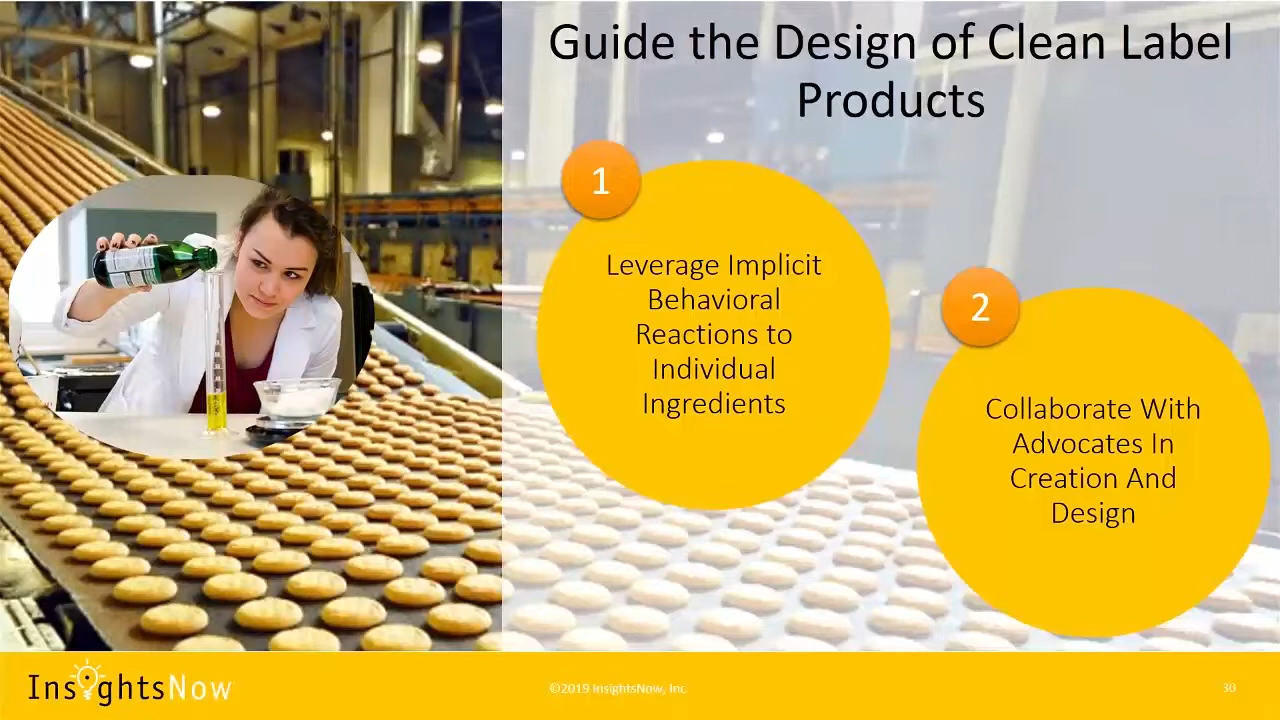 Guide the Design of Clean Label
Products
1
Leverage Implicit
Behavioral
Reactions to
Individual
Ingredients
2
Collaborate With
Advocates In
Creation And
Design
InsightsNow
©2019 InsightsNow, Inc.
30